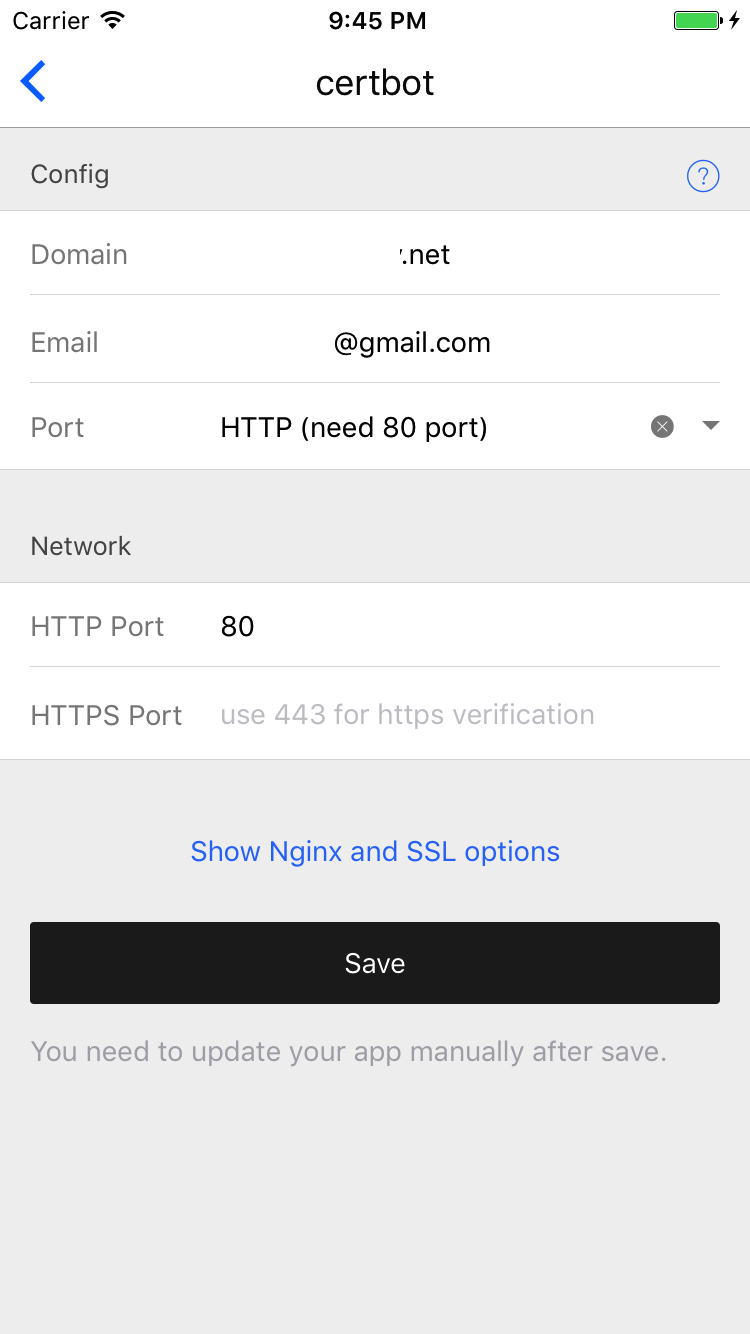 Carrier 9:45 PM
certbot
Config ?
Domain .net
Email @gmail.com
Port HTTP (need 80 port)
Network
HTTP Port 80
HTTPS Port use 443 for https verification
Show Nginx and SSL options
Save
You need to update your app manually after save.